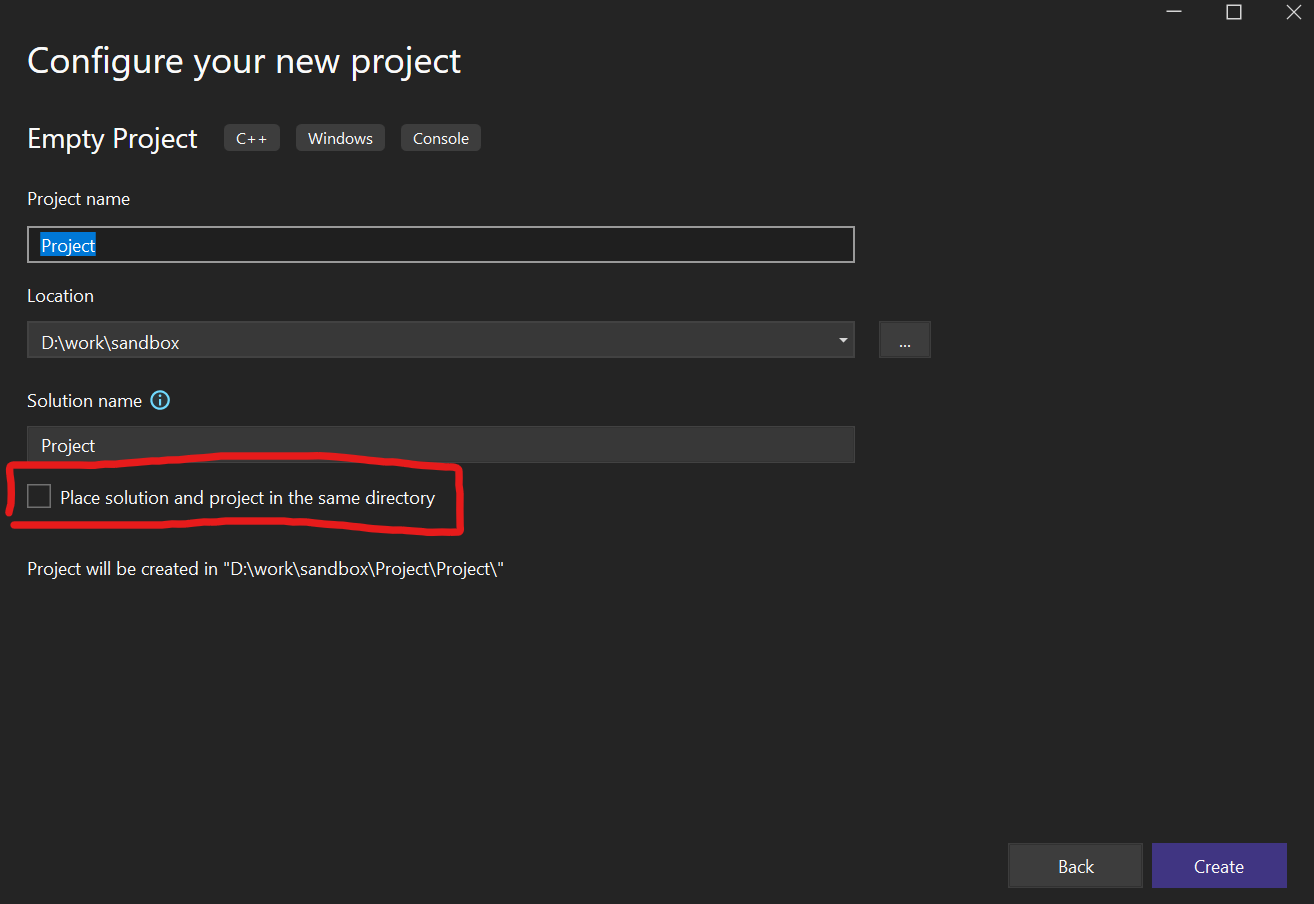 Configure your new project
Empty Project C++ Windows Console
Project name
Project
Location
D:\work\sandbox
...
Solution name
Project
Place solution and project in the same directory
Project will be created in "D:\work\sandbox\Project\Project\"
Back Create